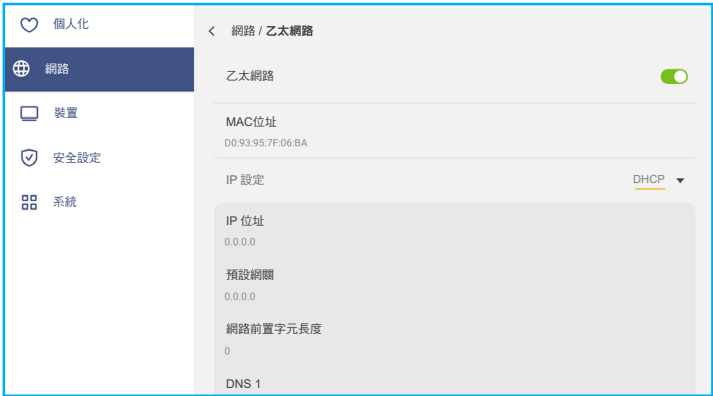 個人化
網路
裝置
安全設定
系統
網路 / 乙太網路
乙太網路
MAC位址
D0:93:95:7F:06:BA
IP 設定
DHCP
IP 位址
0.0.0.0
預設網關
0.0.0.0
網路前置字元長度
0
DNS 1